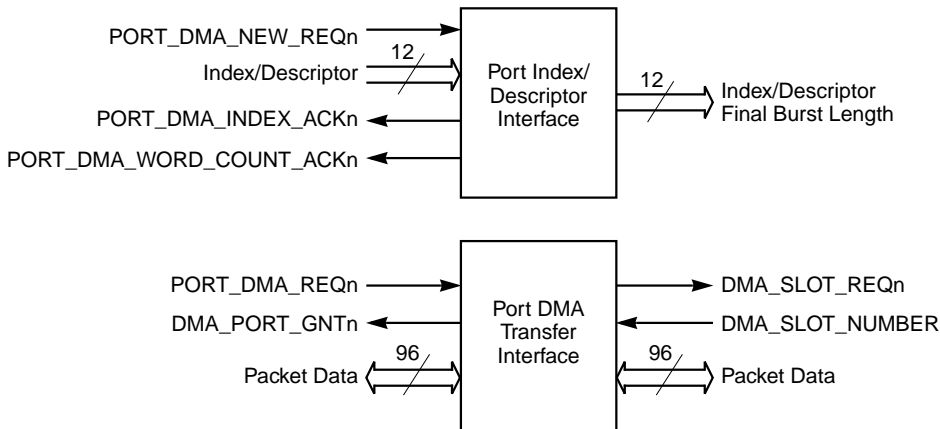 PORT_DMA_NEW_REQn
12
Index/Descriptor
PORT_DMA_INDEX_ACKn
PORT_DMA_WORD_COUNT_ACKn
Port Index/
Descriptor
Interface
12
Index/Descriptor
Final Burst Length
PORT_DMA_REQn
DMA_PORT_GNTn
96
Packet Data
Port DMA
Transfer
Interface
DMA_SLOT_REQn
DMA_SLOT_NUMBER
96
Packet Data